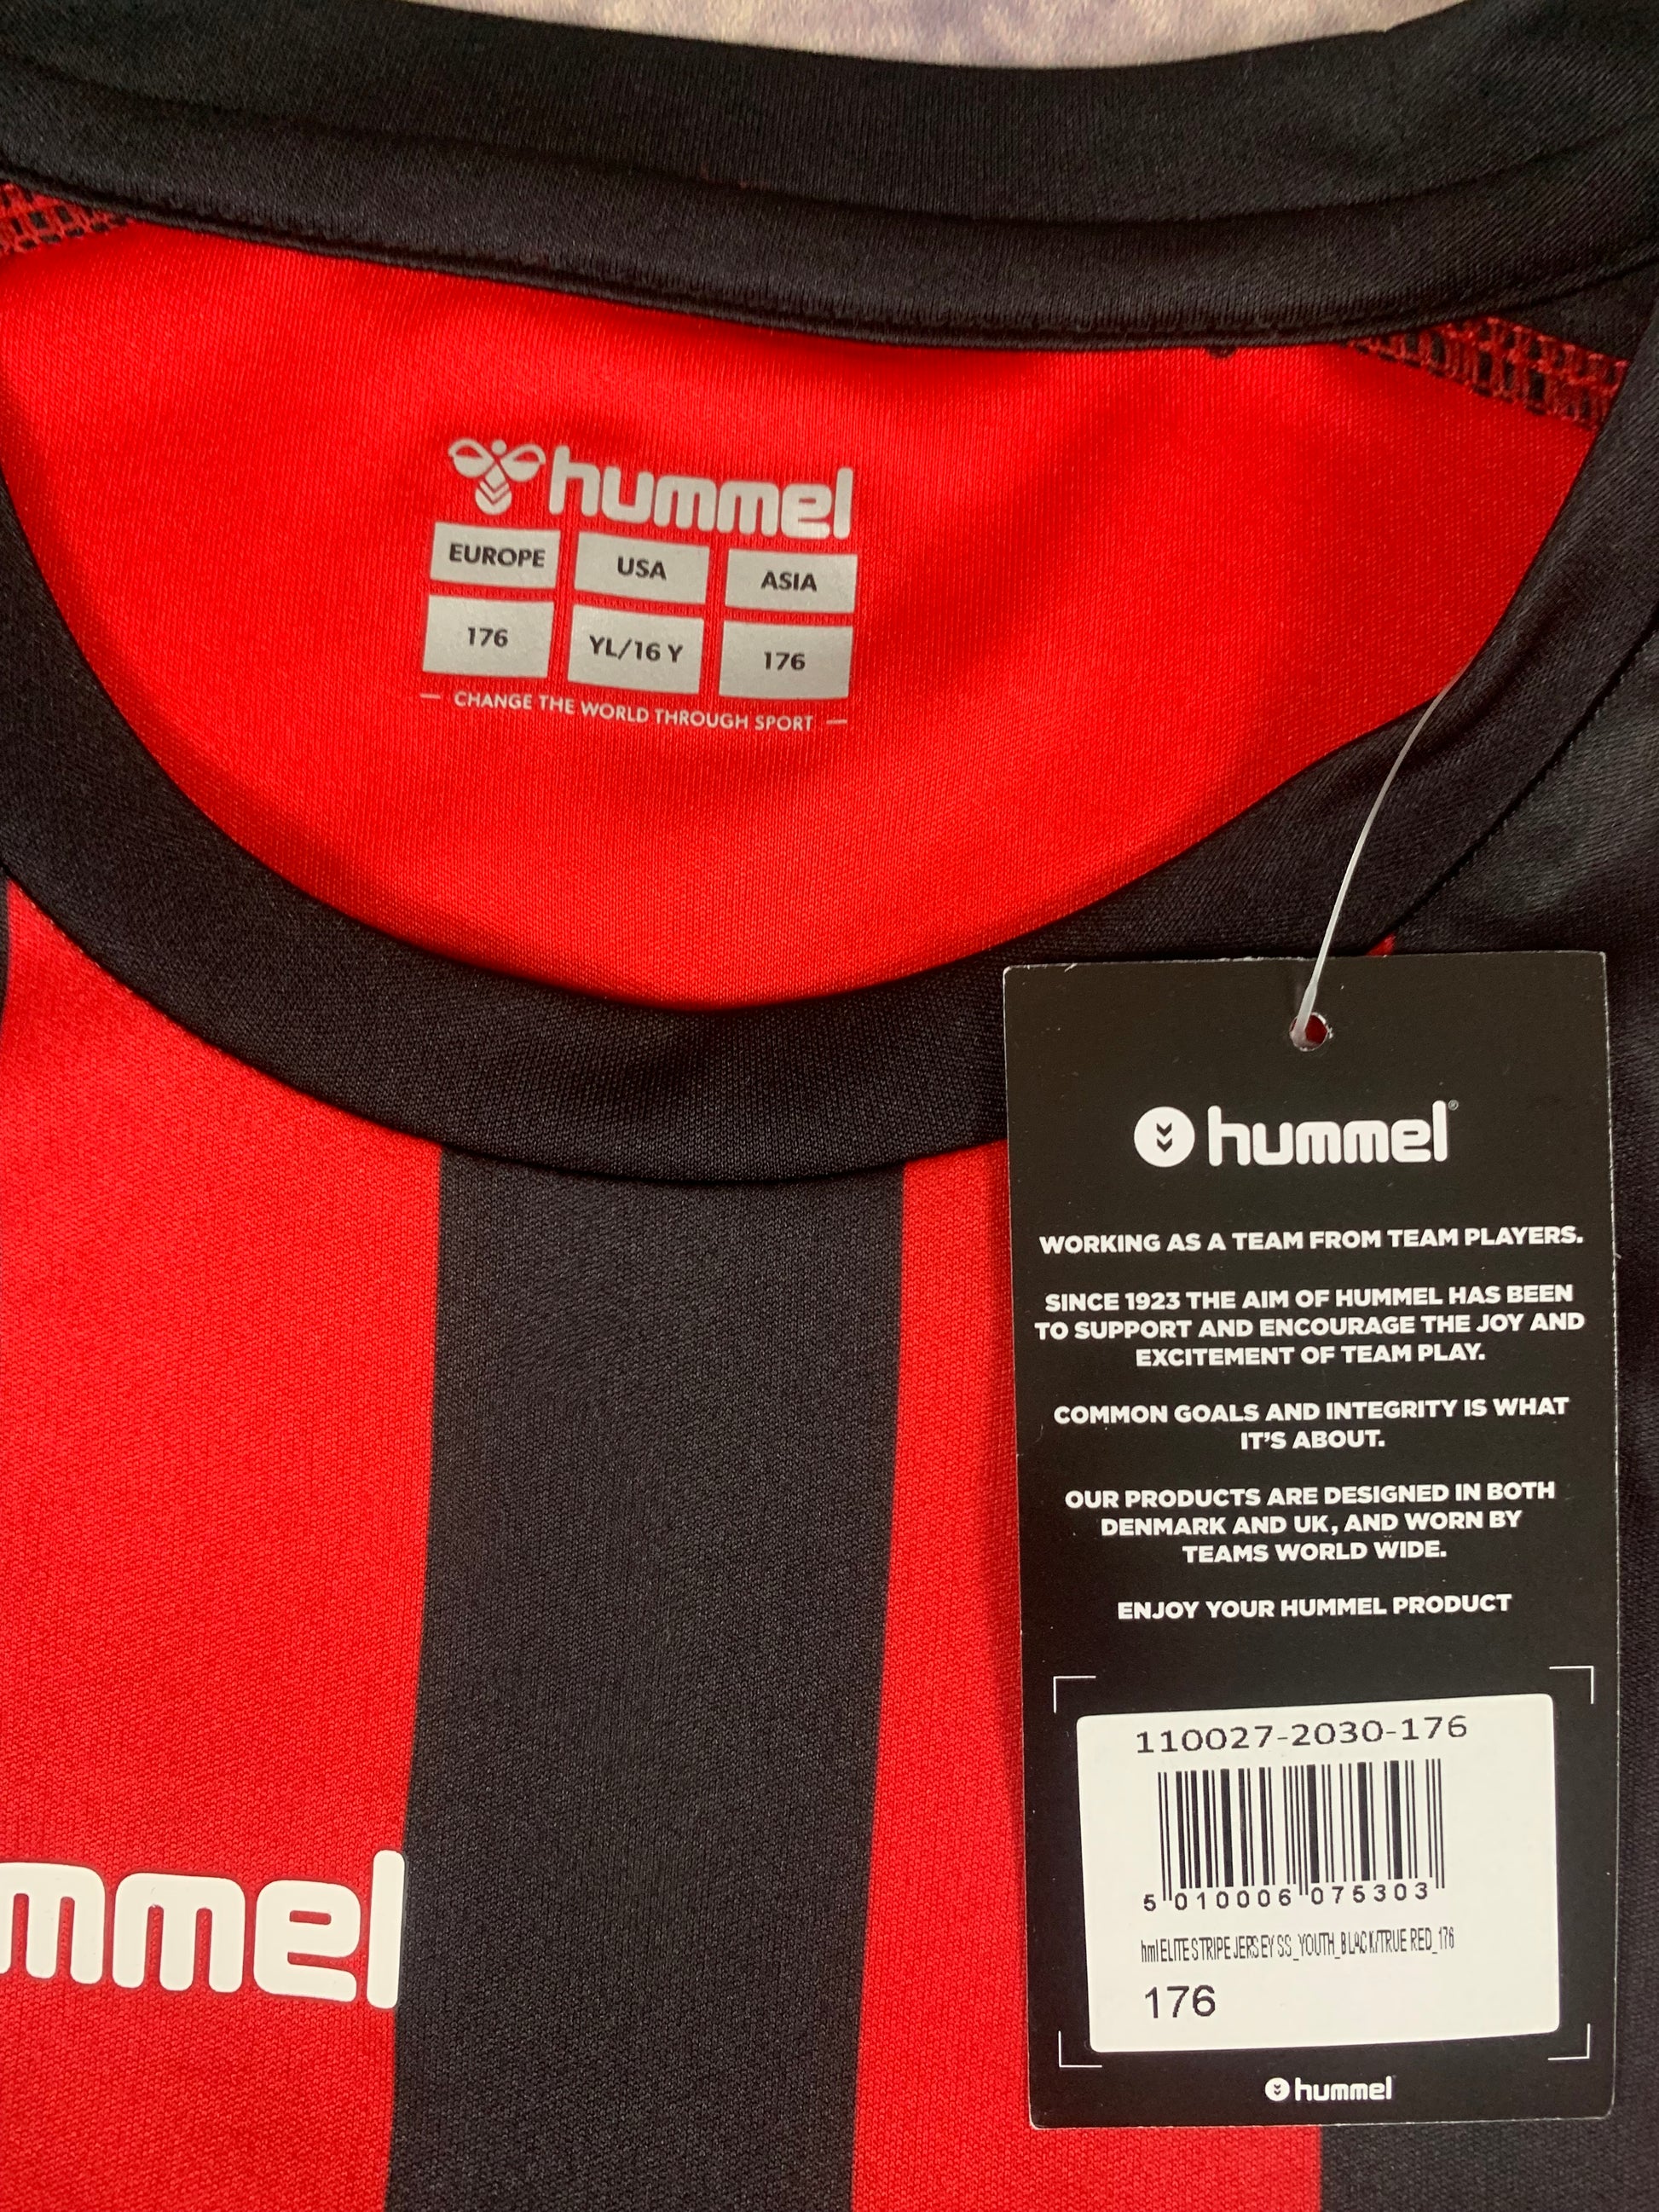 hummel
EUROPE USA ASIA
176 YL/16 Y 176
— CHANGE THE WORLD THROUGH SPORT —
hummel®
WORKING AS A TEAM FROM TEAM PLAYERS.
SINCE 1923 THE AIM OF HUMMEL HAS BEEN
TO SUPPORT AND ENCOURAGE THE JOY AND
EXCITEMENT OF TEAM PLAY.
COMMON GOALS AND INTEGRITY IS WHAT
IT'S ABOUT.
OUR PRODUCTS ARE DESIGNED IN BOTH
DENMARK AND UK, AND WORN BY
TEAMS WORLD WIDE.
ENJOY YOUR HUMMEL PRODUCT
110027-2030-176
5 010006 075303
hml ELITE STRIPE JERSEY SS_YOUTH_BLACK/TRUE RED_176
176
hummel
mmel